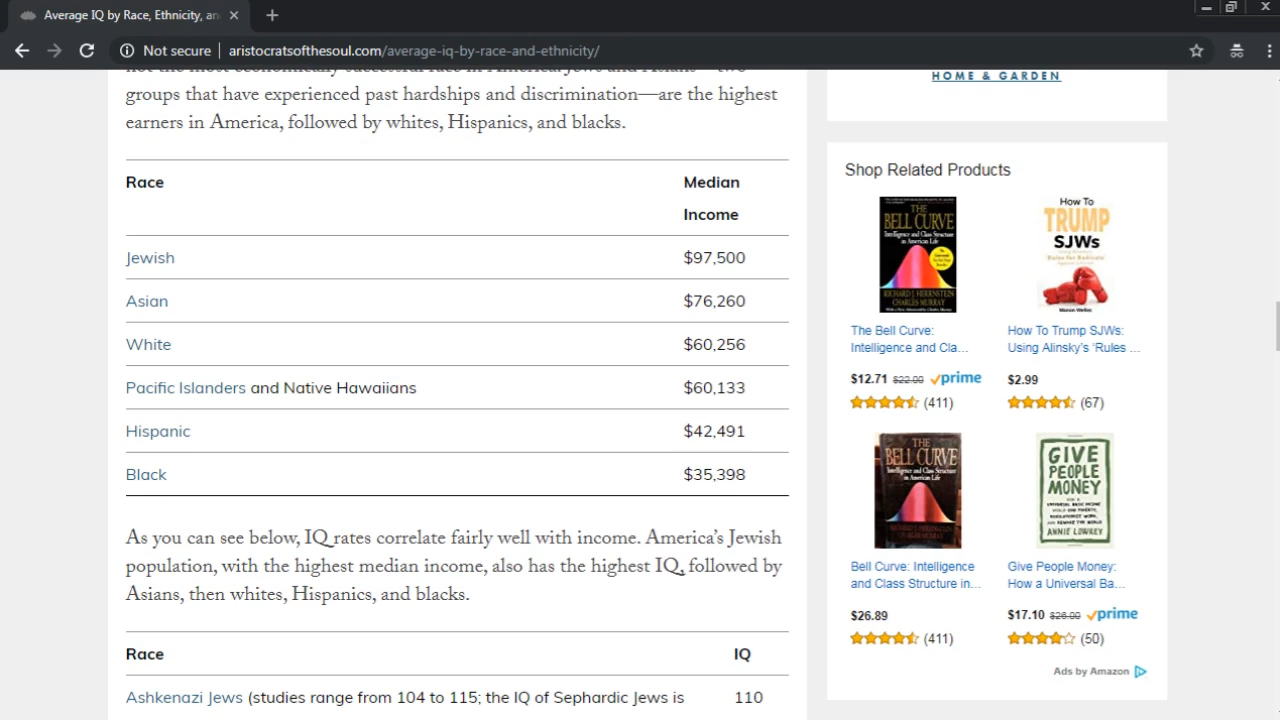 Average IQ by Race, Ethnicity, an
Not secure | aristocratsofthesoul.com/average-iq-by-race-and-ethnicity/
groups that have experienced past hardships and discrimination—are the highest
earners in America, followed by whites, Hispanics, and blacks.
Race Median Income
Jewish $97,500
Asian $76,260
White $60,256
Pacific Islanders and Native Hawaiians $60,133
Hispanic $42,491
Black $35,398
As you can see below, IQ rates correlate fairly well with income. America's Jewish
population, with the highest median income, also has the highest IQ, followed by
Asians, then whites, Hispanics, and blacks.
Race IQ
Ashkenazi Jews (studies range from 104 to 115; the IQ of Sephardic Jews is 110
HOME & GARDEN
Shop Related Products
THE
BELL CURVE
Intelligence and Class Structure
in American Life
RICHARD J. HERRNSTEIN
CHARLES MURRAY
The Bell Curve:
Intelligence and Cla...
$12.71 $22.00 prime
(411)
How To
TRUMP
SJWs
How To Trump SJWs:
Using Alinsky's 'Rules ...
$2.99
(67)
THE
BELL CURVE
Intelligence and Class Structure
in American Life
Bell Curve: Intelligence
and Class Structure in...
$26.89
(411)
GIVE
PEOPLE
MONEY
ANNIE LOWREY
Give People Money:
How a Universal Ba...
$17.10 $26.00 prime
(50)
Ads by Amazon